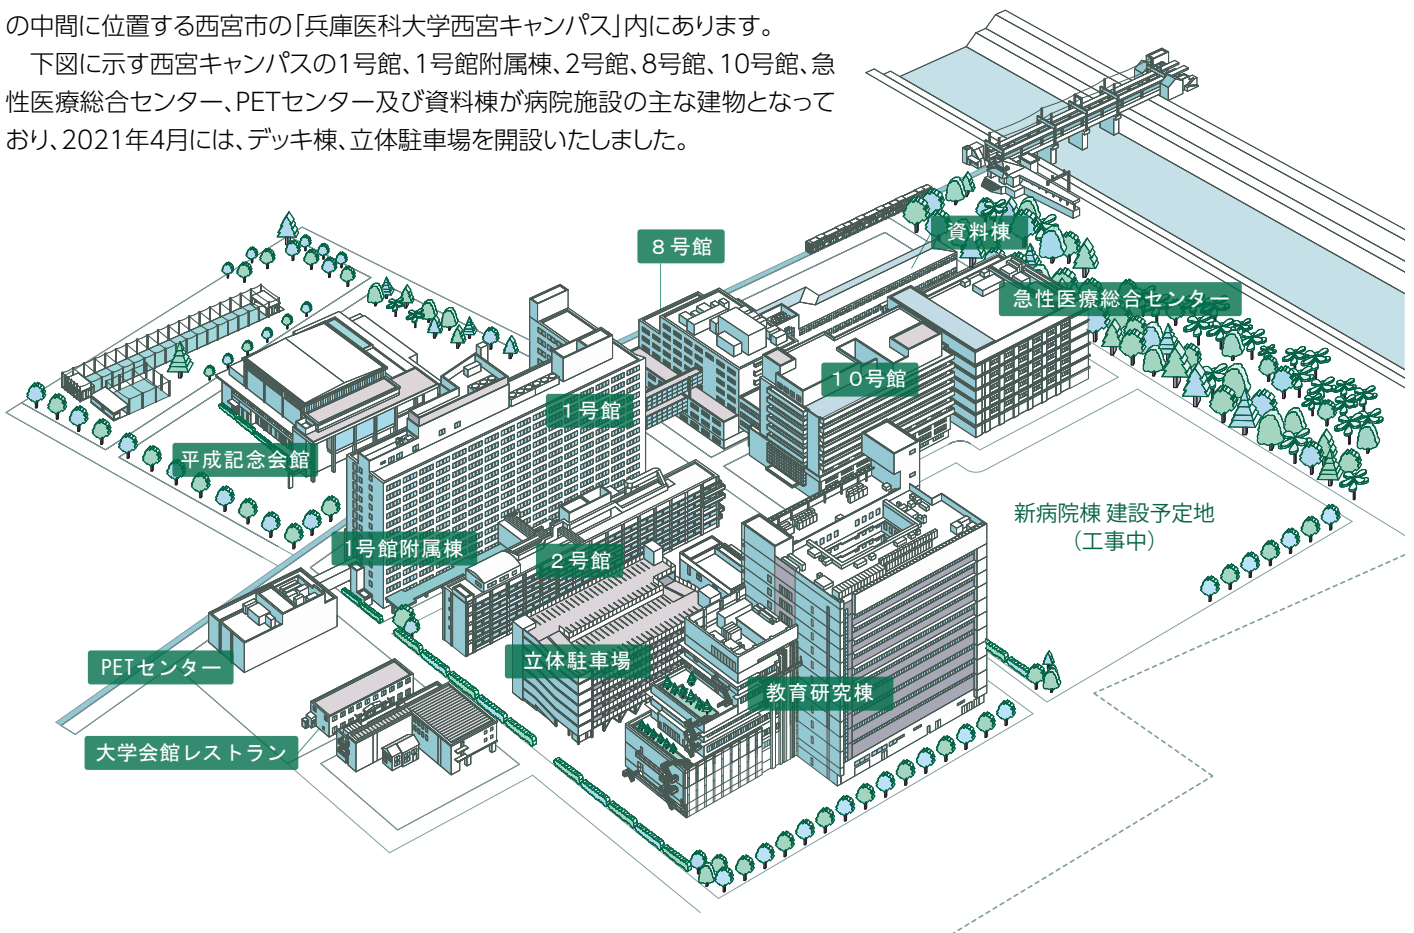 の中間に位置する西宮市の「兵庫医科大学西宮キャンパス」内にあります。
下図に示す西宮キャンパスの1号館、1号館附属棟、2号館、8号館、10号館、急
性医療総合センター、PETセンター及び資料棟が病院施設の主な建物となって
おり、2021年4月には、デッキ棟、立体駐車場を開設いたしました。
資料棟
8号館
急性医療総合センター
10号館
1号館
平成記念会館
新病院棟 建設予定地
（工事中）
1号館附属棟
2号館
立体駐車場
PETセンター
教育研究棟
大学会館レストラン